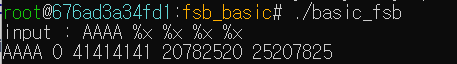 root@676ad3a34fd1:fsb_basic# ./basic_fsb
input : AAAA %x %x %x %x
AAAA 0 41414141 20782520 25207825